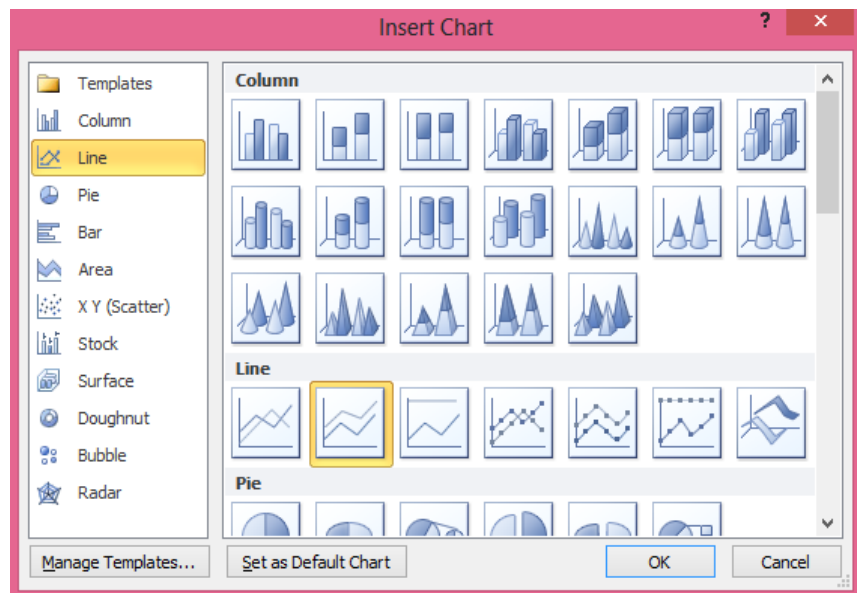 Insert Chart
?
Templates
Column
Line
Pie
Bar
Area
X Y (Scatter)
Stock
Surface
Doughnut
Bubble
Radar
Column
Line
Pie
Manage Templates...
Set as Default Chart
OK
Cancel